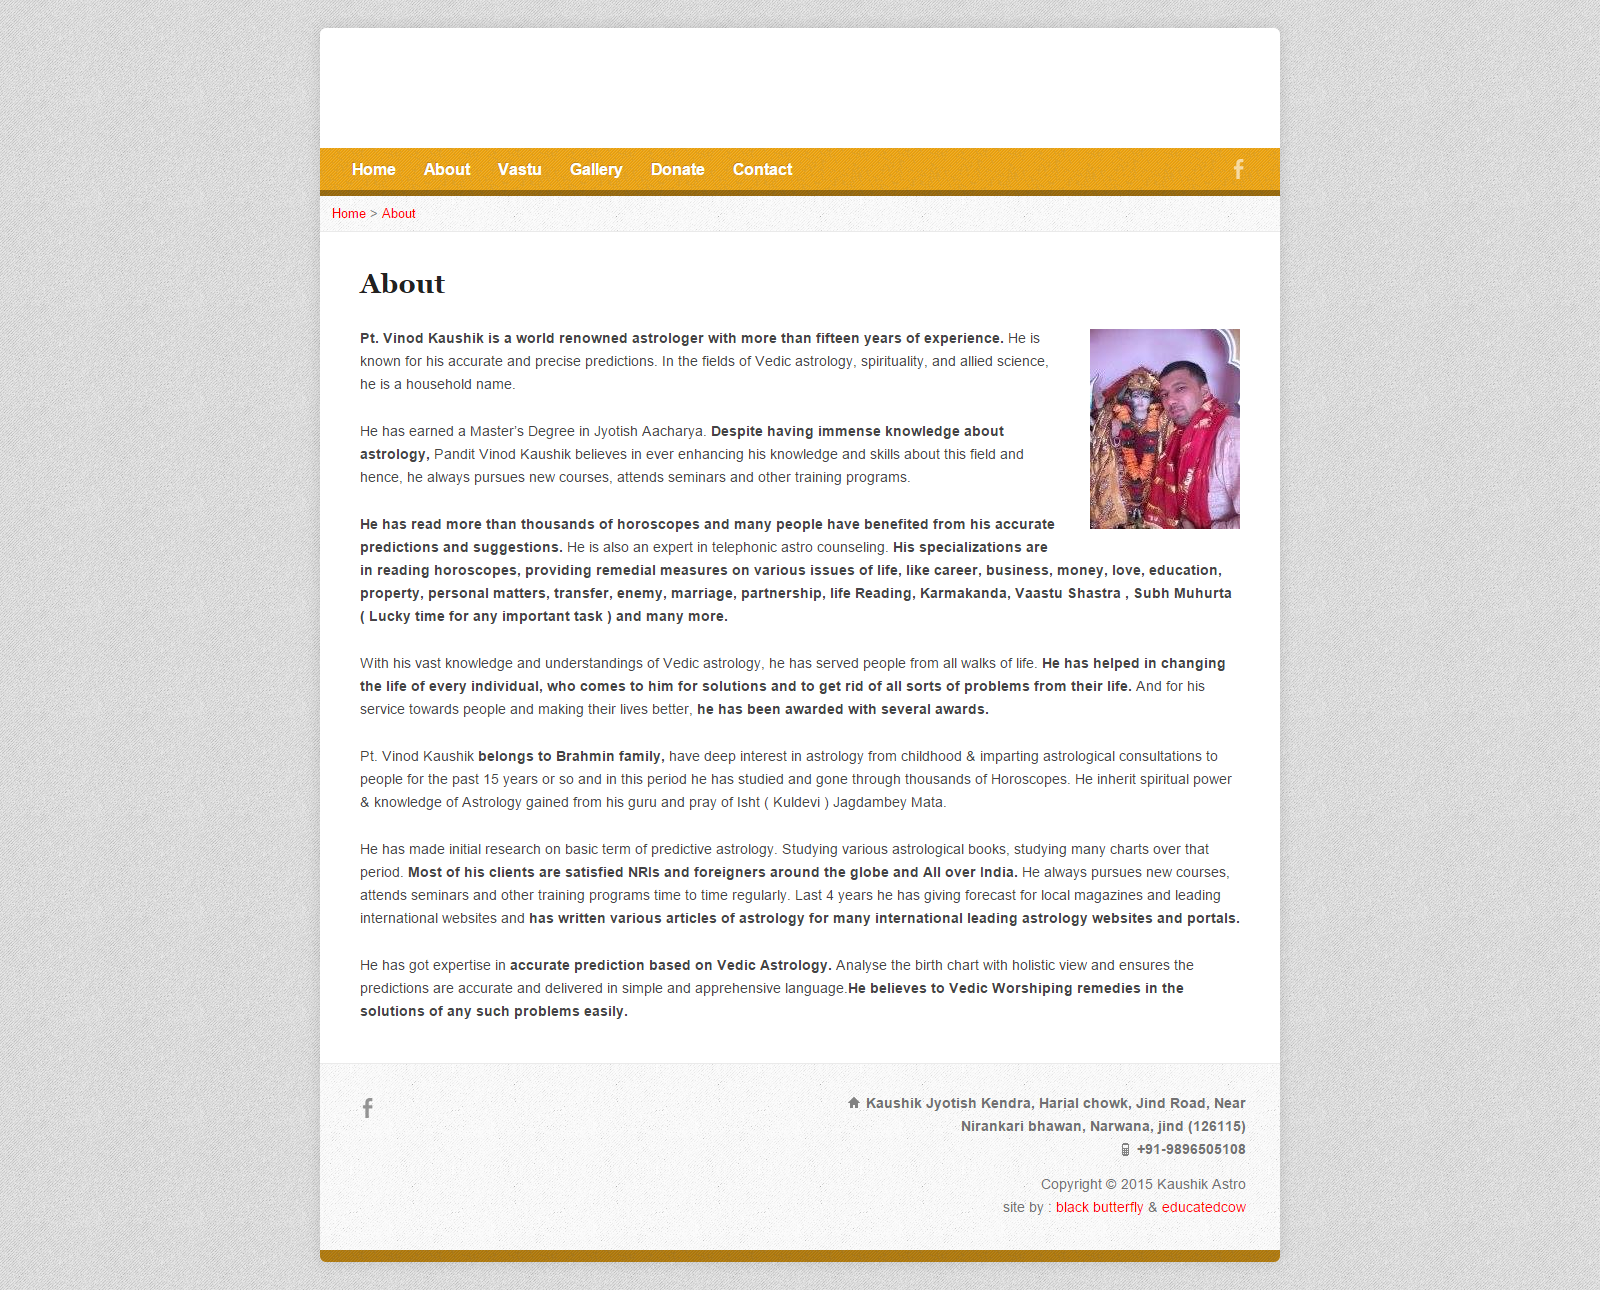 Home About Vastu Gallery Donate Contact
Home > About
About
Pt. Vinod Kaushik is a world renowned astrologer with more than fifteen years of experience. He is
known for his accurate and precise predictions. In the fields of Vedic astrology, spirituality, and allied science,
he is a household name.
He has earned a Master’s Degree in Jyotish Aacharya. Despite having immense knowledge about
astrology, Pandit Vinod Kaushik believes in ever enhancing his knowledge and skills about this field and
hence, he always pursues new courses, attends seminars and other training programs.
He has read more than thousands of horoscopes and many people have benefited from his accurate
predictions and suggestions. He is also an expert in telephonic astro counseling. His specializations are
in reading horoscopes, providing remedial measures on various issues of life, like career, business, money, love, education,
property, personal matters, transfer, enemy, marriage, partnership, life Reading, Karmakanda, Vaastu Shastra , Subh Muhurta
( Lucky time for any important task ) and many more.
With his vast knowledge and understandings of Vedic astrology, he has served people from all walks of life. He has helped in changing
the life of every individual, who comes to him for solutions and to get rid of all sorts of problems from their life. And for his
service towards people and making their lives better, he has been awarded with several awards.
Pt. Vinod Kaushik belongs to Brahmin family, have deep interest in astrology from childhood & imparting astrological consultations to
people for the past 15 years or so and in this period he has studied and gone through thousands of Horoscopes. He inherit spiritual power
& knowledge of Astrology gained from his guru and pray of Isht ( Kuldevi ) Jagdambey Mata.
He has made initial research on basic term of predictive astrology. Studying various astrological books, studying many charts over that
period. Most of his clients are satisfied NRIs and foreigners around the globe and All over India. He always pursues new courses,
attends seminars and other training programs time to time regularly. Last 4 years he has giving forecast for local magazines and leading
international websites and has written various articles of astrology for many international leading astrology websites and portals.
He has got expertise in accurate prediction based on Vedic Astrology. Analyse the birth chart with holistic view and ensures the
predictions are accurate and delivered in simple and apprehensive language.He believes to Vedic Worshiping remedies in the
solutions of any such problems easily.
Kaushik Jyotish Kendra, Harial chowk, Jind Road, Near
Nirankari bhawan, Narwana, jind (126115)
+91-9896505108
Copyright © 2015 Kaushik Astro
site by : black butterfly & educatedcow